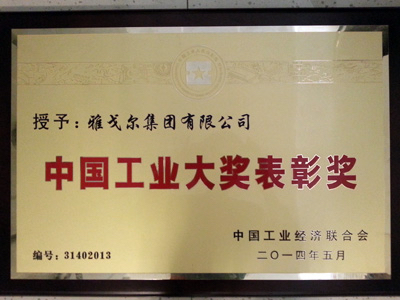 授予：雅戈尔集团有限公司
中国工业大奖表彰奖
中国工业经济联合会
编号：31402013
二〇一四年五月